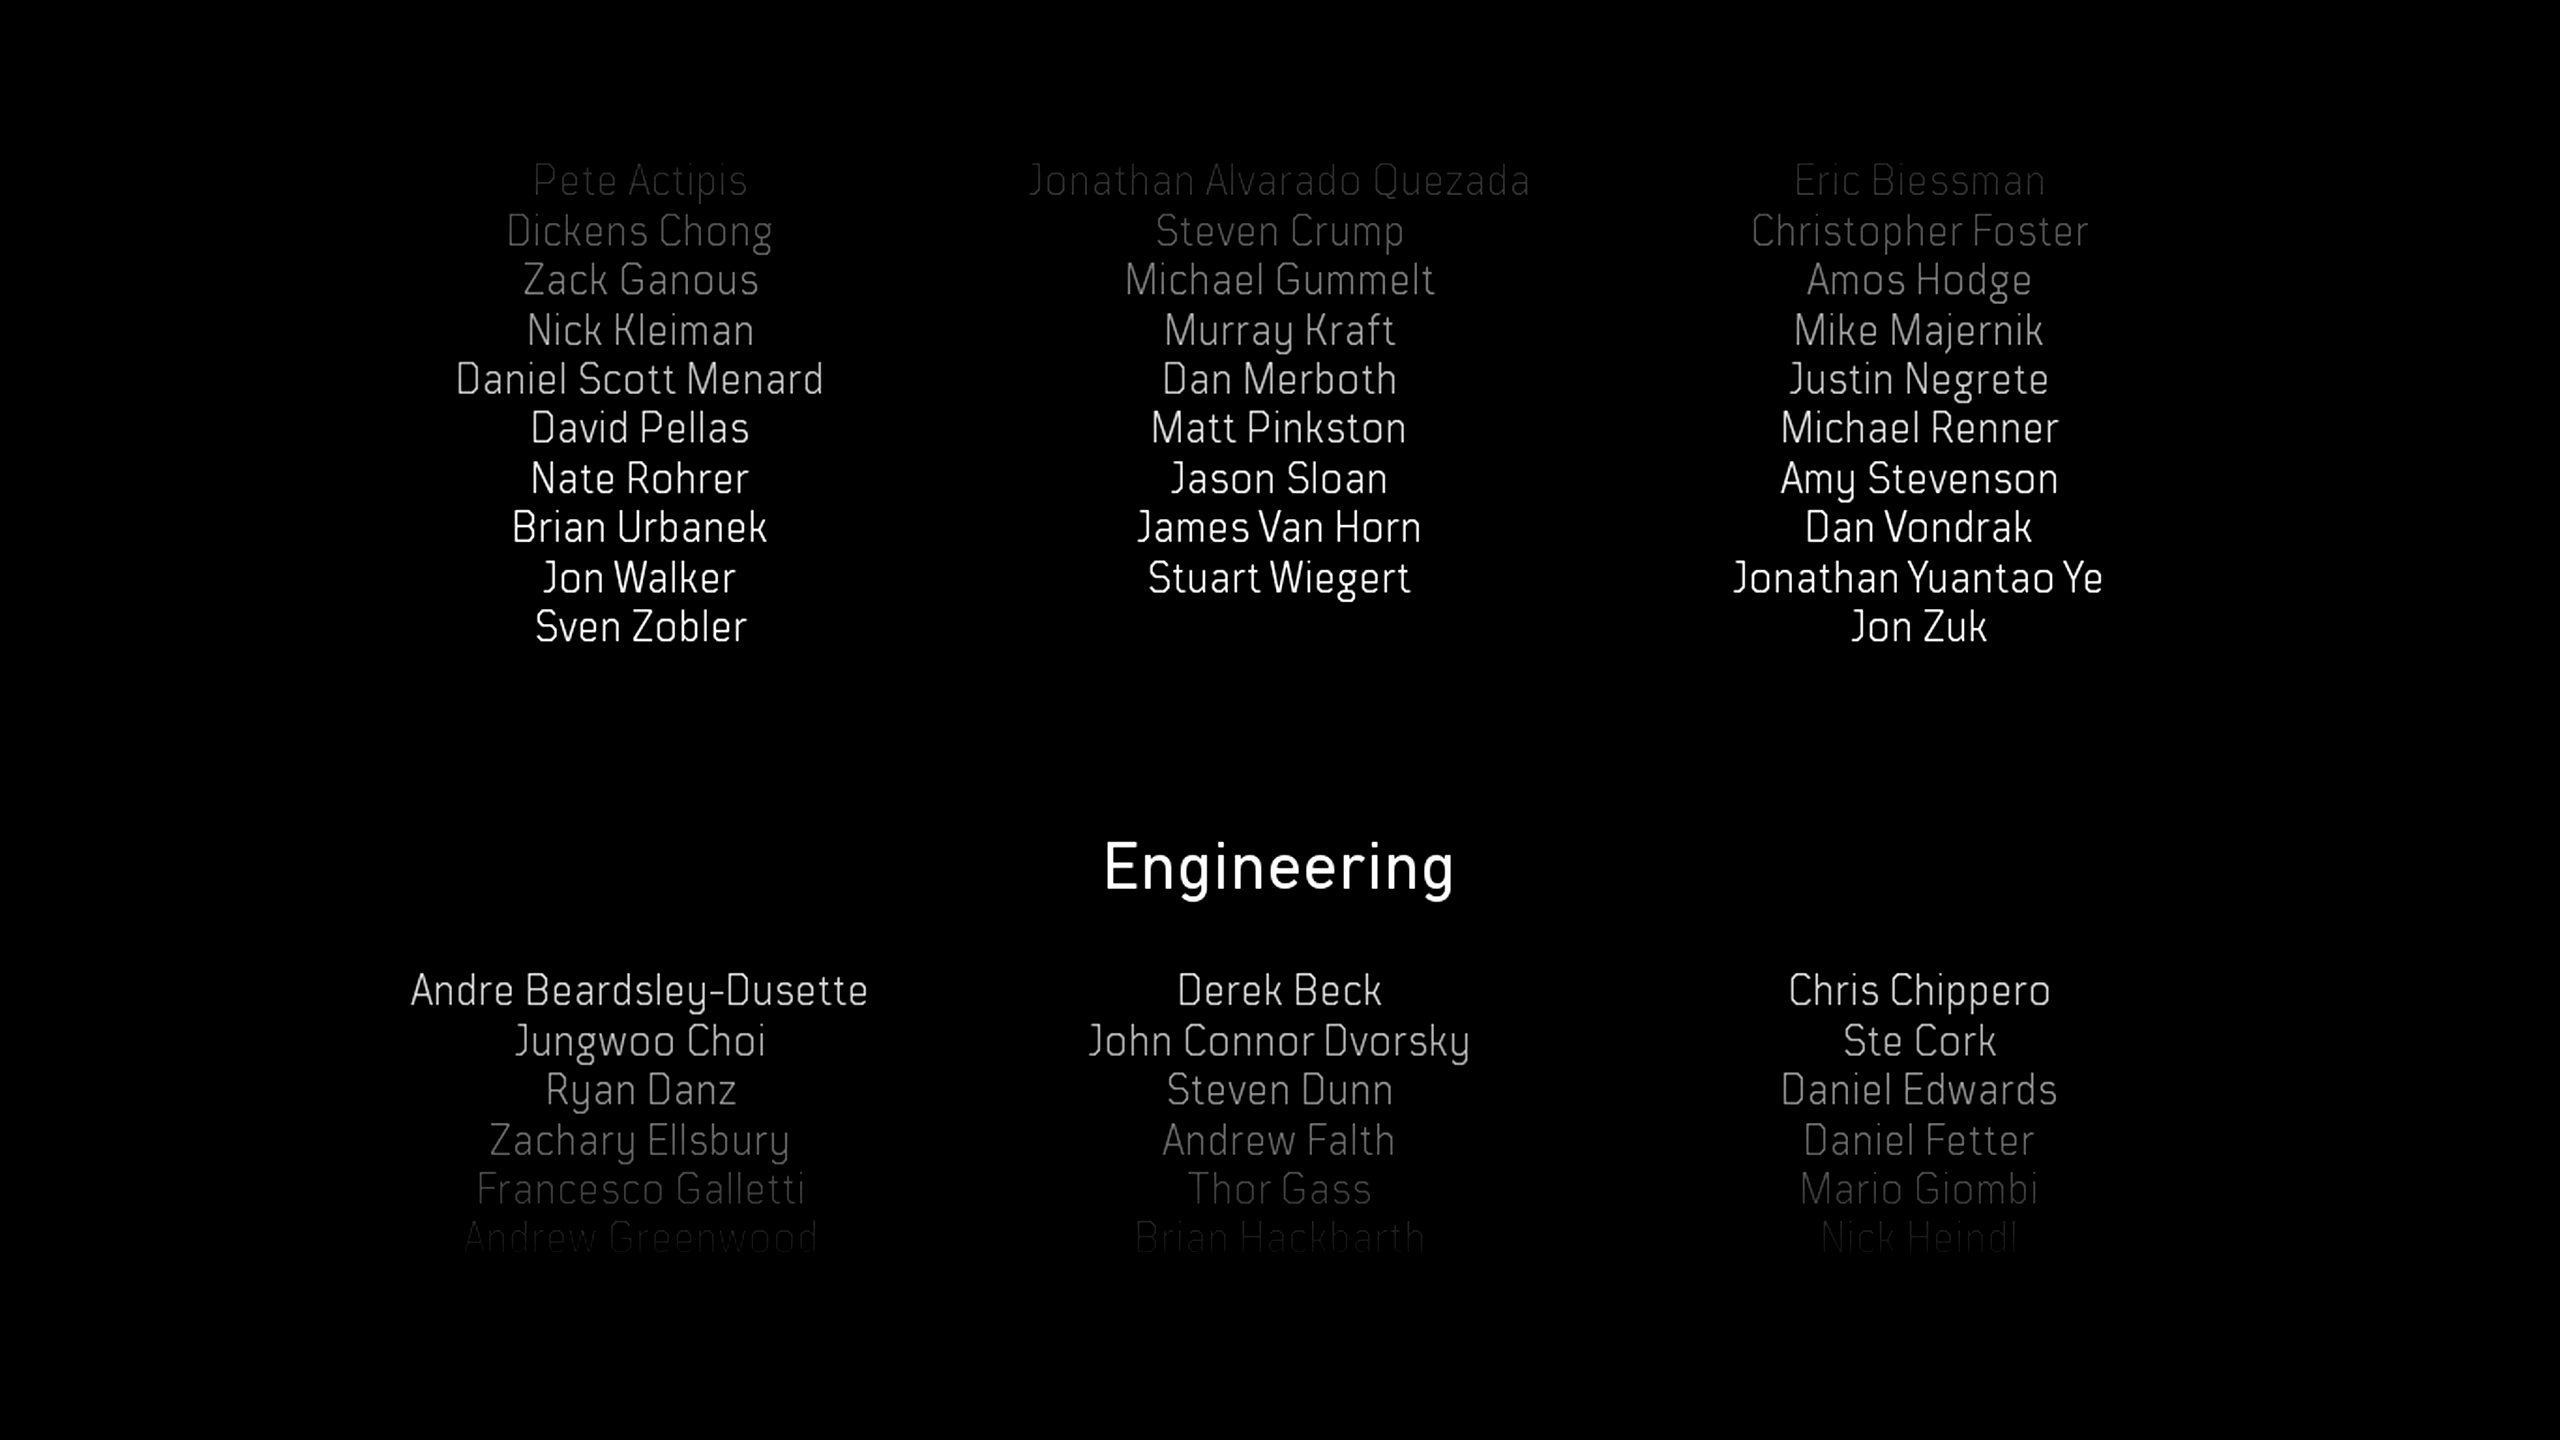 Pete Actipis Jonathan Alvarado Quezada Eric Biessman
Dickens Chong Steven Crump Christopher Foster
Zack Ganous Michael Gummelt Amos Hodge
Nick Kleiman Murray Kraft Mike Majernik
Daniel Scott Menard Dan Merboth Justin Negrete
David Pellas Matt Pinkston Michael Renner
Nate Rohrer Jason Sloan Amy Stevenson
Brian Urbanek James Van Horn Dan Vondrak
Jon Walker Stuart Wiegert Jonathan Yuantao Ye
Sven Zobler Jon Zuk
Engineering
Andre Beardsley-Dusette Derek Beck Chris Chippero
Jungwoo Choi John Connor Dvorsky Ste Cork
Ryan Danz Steven Dunn Daniel Edwards
Zachary Ellsbury Andrew Falth Daniel Fetter
Francesco Galletti Thor Gass Mario Giombi
Andrew Greenwood Brian Hackbarth Nick Heindl